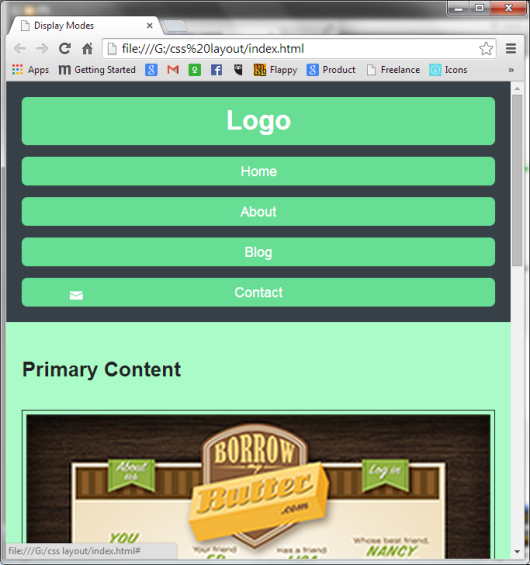 Display Modes
file:///G:/css%20layout/index.html
Apps Getting Started Flappy Product Freelance Icons »
Logo
Home
About
Blog
Contact
Primary Content
BORROW
my
Butter
.com
About us
Log in
YOU
Your friend
ED
Has a friend
LISA
Whose best friend,
NANCY
file:///G:/css layout/index.html#